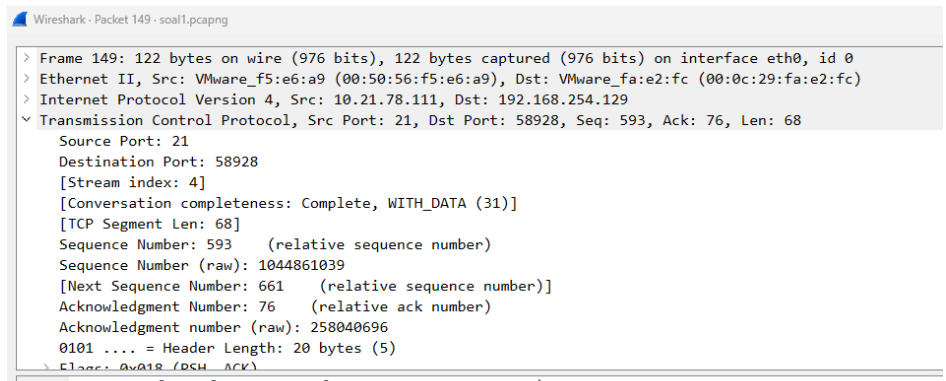 Wireshark · Packet 149 · soal1.pcapng
> Frame 149: 122 bytes on wire (976 bits), 122 bytes captured (976 bits) on interface eth0, id 0
> Ethernet II, Src: VMware_f5:e6:a9 (00:50:56:f5:e6:a9), Dst: VMware_fa:e2:fc (00:0c:29:fa:e2:fc)
> Internet Protocol Version 4, Src: 10.21.78.111, Dst: 192.168.254.129
Transmission Control Protocol, Src Port: 21, Dst Port: 58928, Seq: 593, Ack: 76, Len: 68
Source Port: 21
Destination Port: 58928
[Stream index: 4]
[Conversation completeness: Complete, WITH_DATA (31)]
[TCP Segment Len: 68]
Sequence Number: 593    (relative sequence number)
Sequence Number (raw): 1044861039
[Next Sequence Number: 661    (relative sequence number)]
Acknowledgment Number: 76    (relative ack number)
Acknowledgment number (raw): 258040696
0101 .... = Header Length: 20 bytes (5)
> Flags: 0x018 (PSH, ACK)